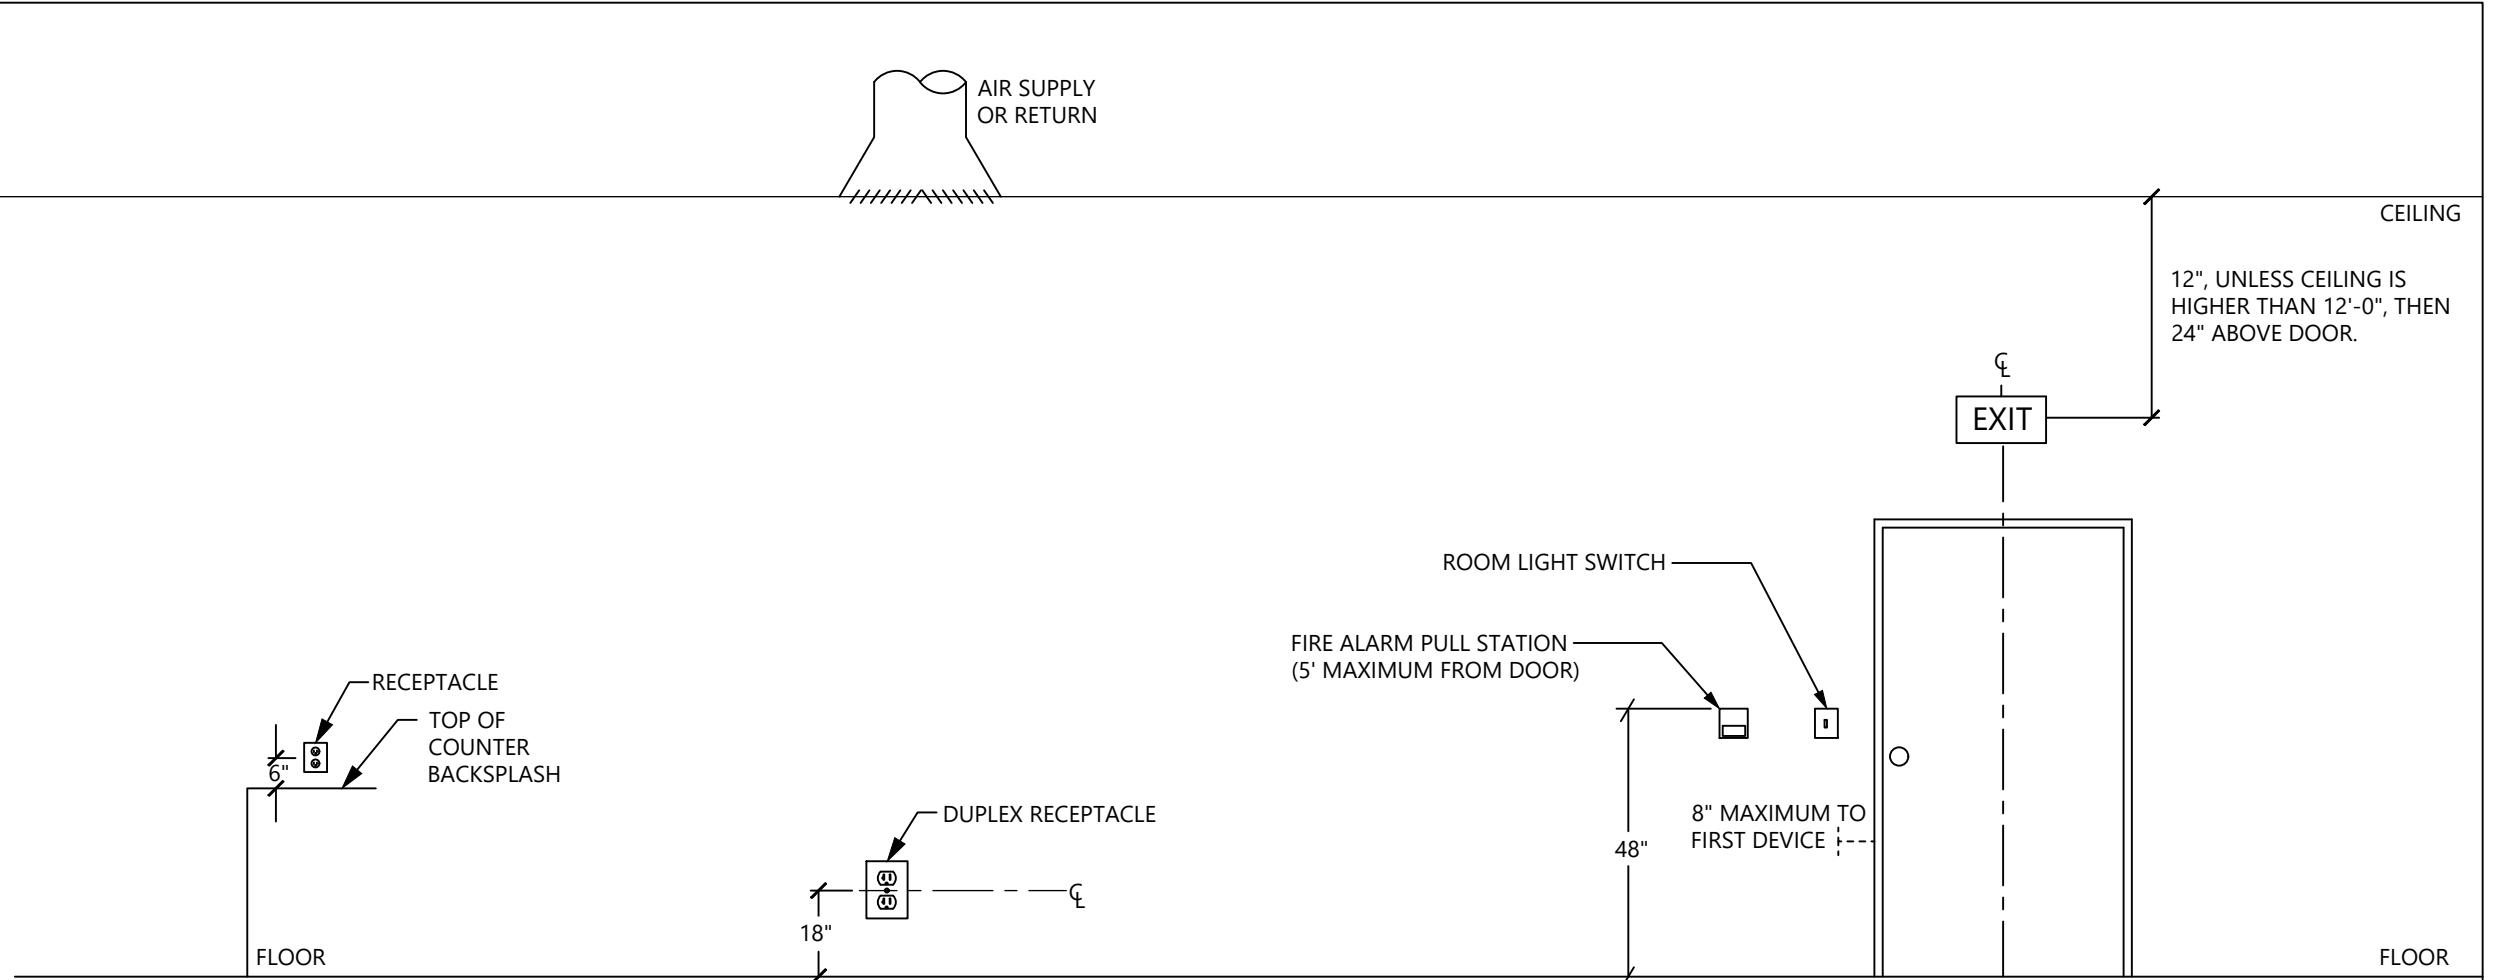 AIR SUPPLY
OR RETURN
CEILING
12", UNLESS CEILING IS
HIGHER THAN 12'-0", THEN
24" ABOVE DOOR.
℄
EXIT
ROOM LIGHT SWITCH
FIRE ALARM PULL STATION
(5' MAXIMUM FROM DOOR)
RECEPTACLE
TOP OF
COUNTER
BACKSPLASH
6"
DUPLEX RECEPTACLE
8" MAXIMUM TO
FIRST DEVICE
48"
℄
18"
FLOOR
FLOOR